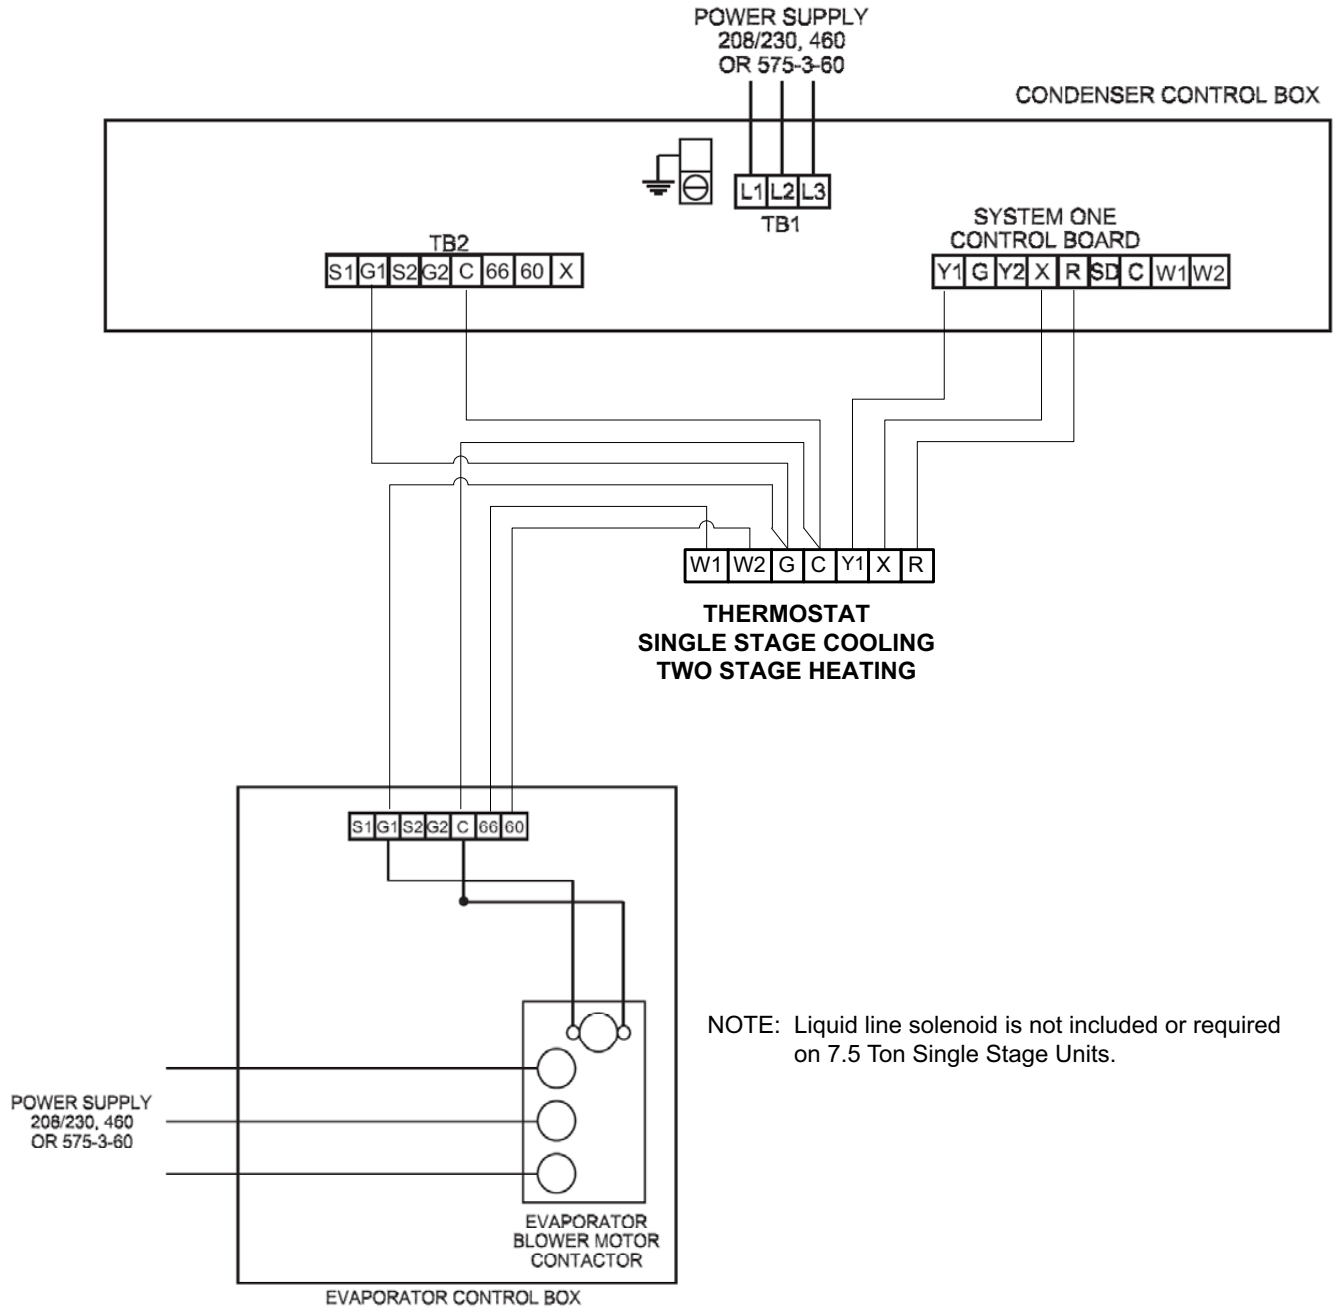 POWER SUPPLY
208/230, 460
OR 575-3-60
CONDENSER CONTROL BOX
L1 L2 L3
TB1
SYSTEM ONE
CONTROL BOARD
TB2
S1 G1 S2 G2 C 66 60 X
Y1 G Y2 X R SD C W1 W2
W1 W2 G C Y1 X R
THERMOSTAT
SINGLE STAGE COOLING
TWO STAGE HEATING
S1 G1 S2 G2 C 66 60
NOTE: Liquid line solenoid is not included or required
on 7.5 Ton Single Stage Units.
POWER SUPPLY
208/230, 460
OR 575-3-60
EVAPORATOR
BLOWER MOTOR
CONTACTOR
EVAPORATOR CONTROL BOX